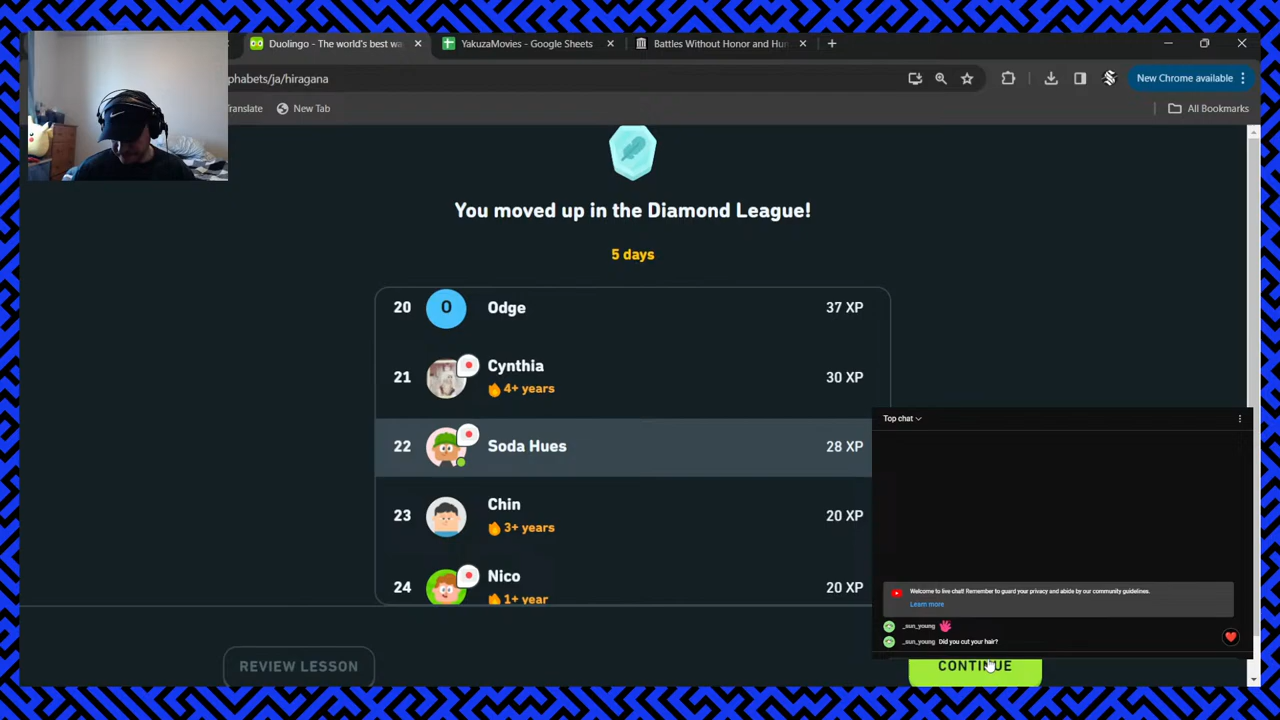 Duolingo - The world's best wa
YakuzaMovies - Google Sheets
Battles Without Honor and Hun
phabets/ja/hiragana
New Chrome available
Translate
New Tab
All Bookmarks
You moved up in the Diamond League!
5 days
20 O Odge 37 XP
21 Cynthia 30 XP
4+ years
22 Soda Hues 28 XP
23 Chin 20 XP
3+ years
24 Nico 20 XP
1+ year
Top chat
Welcome to live chat! Remember to guard your privacy and abide by our community guidelines.
Learn more
_sun_young
_sun_young Did you cut your hair?
REVIEW LESSON
CONTINUE